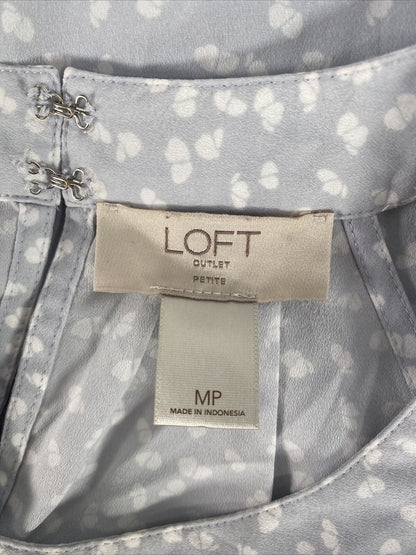 LOFT
OUTLET
PETITE
MP
MADE IN INDONESIA